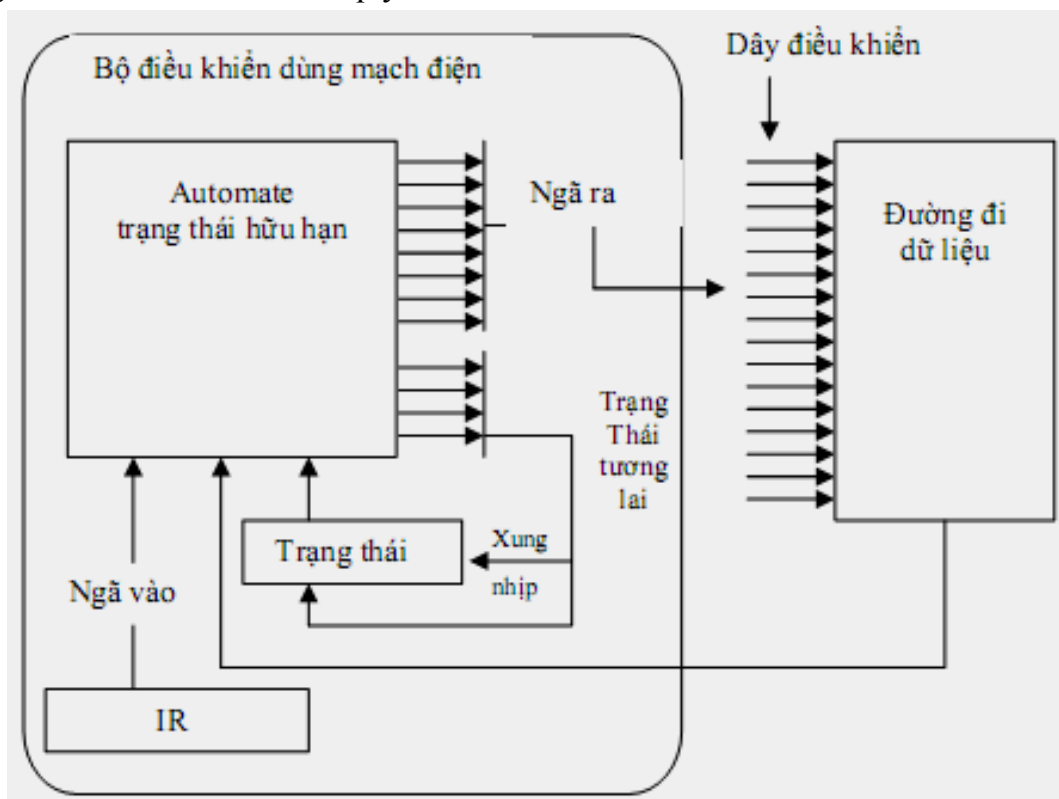 Bộ điều khiển dùng mạch điện
Dây điều khiển
Automate
trạng thái hữu hạn
Ngã ra
Đường đi
dữ liệu
Trạng
Thái
tương
lai
Trạng thái
Xung
nhịp
Ngã vào
IR